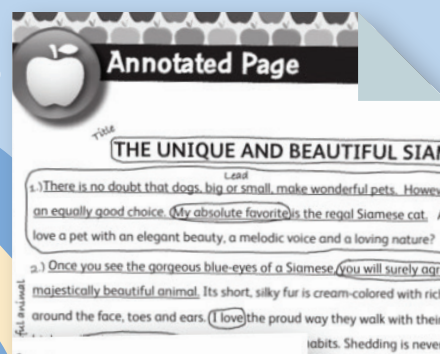 Annotated Page
Title
THE UNIQUE AND BEAUTIFUL SIAM
Lead
1.) There is no doubt that dogs, big or small, make wonderful pets. Howev
an equally good choice. My absolute favorite is the regal Siamese cat.
love a pet with an elegant beauty, a melodic voice and a loving nature?
2.) Once you see the gorgeous blue-eyes of a Siamese, you will surely agr
majestically beautiful animal. Its short, silky fur is cream-colored with rich
around the face, toes and ears. I love the proud way they walk with thei
abits. Shedding is never
ful animal